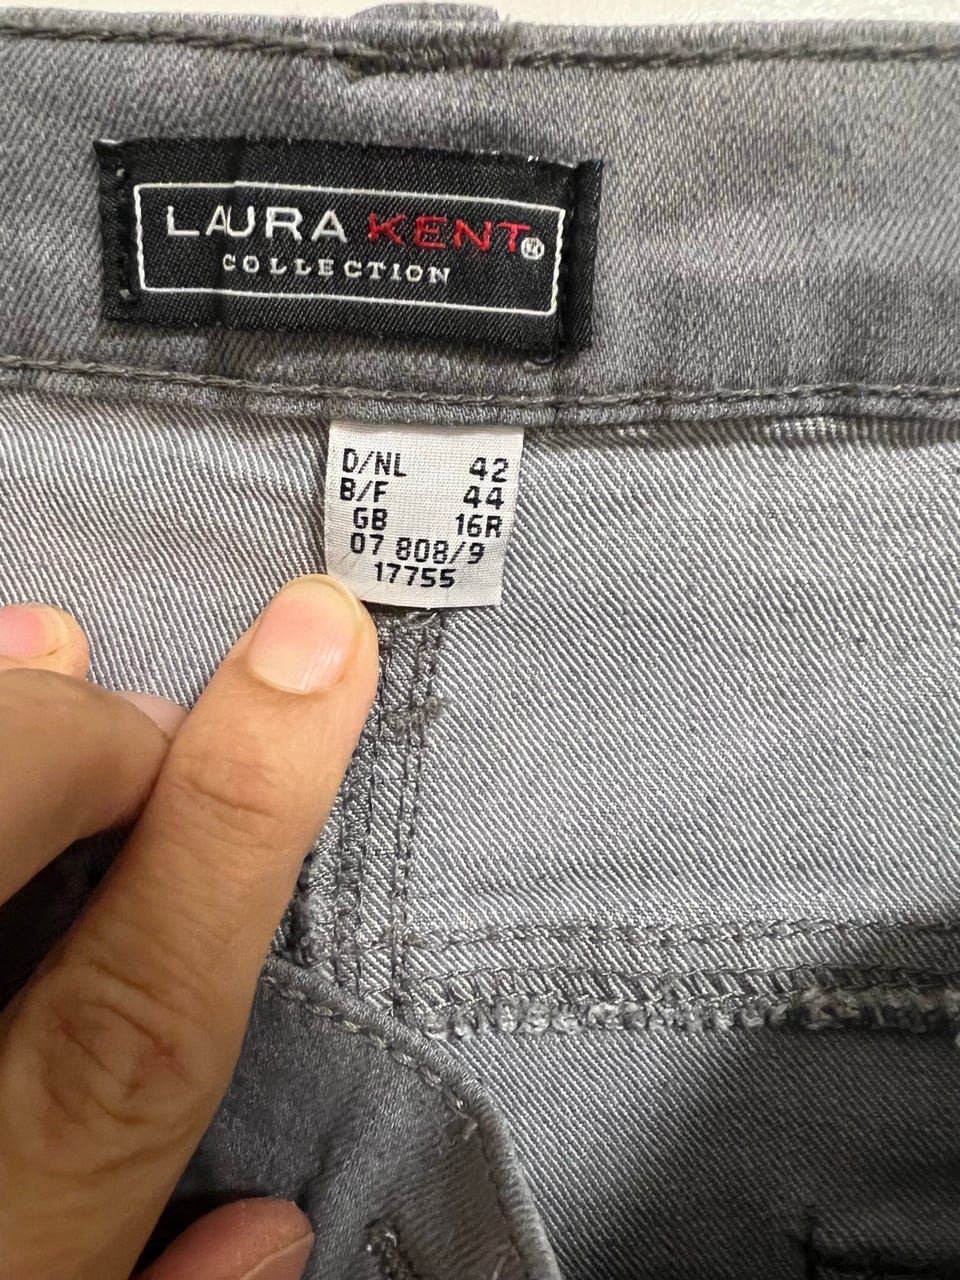 LAURA KENT®
COLLECTION
D/NL 42
B/F 44
GB 16R
07 808/9
17755